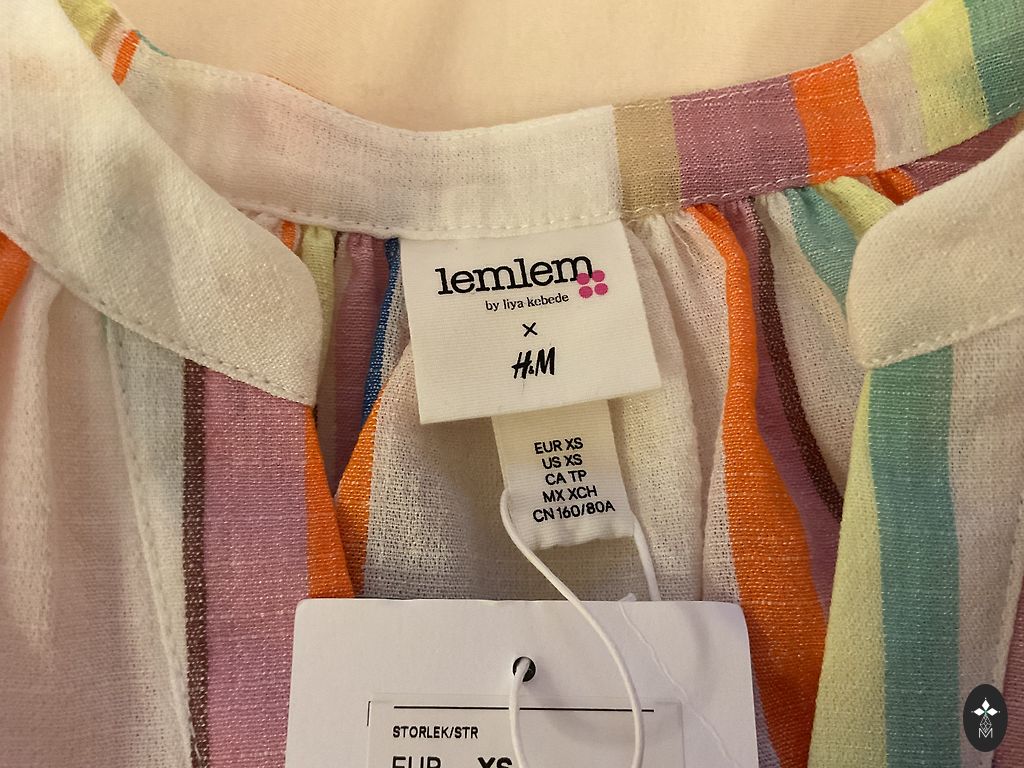 lemlem
by liya kebede
×
H&M
EUR XS
US XS
CA TP
MX XCH
CN 160/80A
STORLEK/STR
EUR XS
M